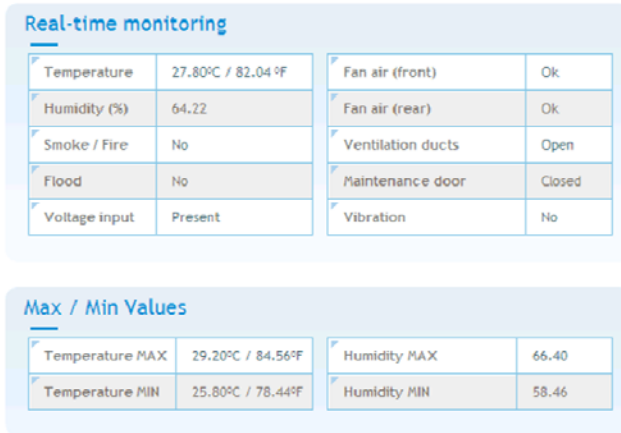 Real-time monitoring
Temperature 27.80ºC / 82.04 ºF Fan air (front) Ok
Humidity (%) 64.22 Fan air (rear) Ok
Smoke / Fire No Ventilation ducts Open
Flood No Maintenance door Closed
Voltage input Present Vibration No
Max / Min Values
Temperature MAX 29.20ºC / 84.56ºF Humidity MAX 66.40
Temperature MIN 25.80ºC / 78.44ºF Humidity MIN 58.46